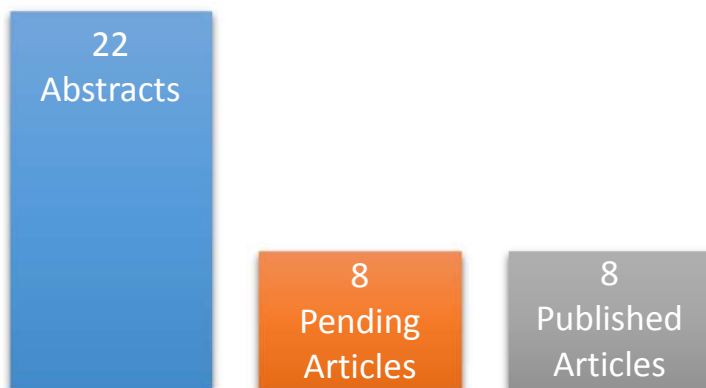 22
Abstracts
8
Pending
Articles
8
Published
Articles